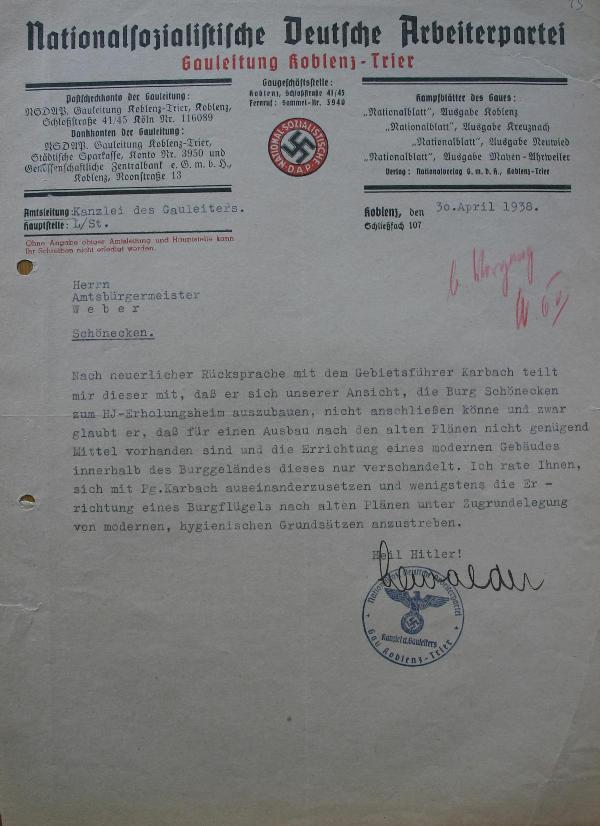 Nationalsozialistische Deutsche Arbeiterpartei
Gauleitung Koblenz-Trier
Postscheckkonto der Gauleitung:
NSDAP. Gauleitung Koblenz-Trier, Koblenz,
Schloßstraße 41/45 Köln Nr. 116089
Bankkonten der Gauleitung:
NSDAP. Gauleitung Koblenz-Trier,
Städtische Sparkasse, Konto Nr. 3950 und
Genossenschaftliche Zentralbank e.G.m.b.H.,
Koblenz, Roonstraße 13
Gaugeschäftsstelle:
Koblenz, Schloßstraße 41/45
Fernruf: Sammel-Nr. 3940
NATIONAL-SOZIALISTISCHE
D.A.P.
Kampfblätter des Gaues:
„Nationalblatt", Ausgabe Koblenz
„Nationalblatt", Ausgabe Kreuznach
„Nationalblatt", Ausgabe Neuwied
„Nationalblatt", Ausgabe Mayen-Ahrweiler
Verlag: Nationalverlag G.m.b.H., Koblenz-Trier
Amtsleitung: Kanzlei des Gauleiters.
Hauptstelle: L/St.
Ohne Angabe obiger Amtsleitung und Hauptstelle kann
Ihr Schreiben nicht erledigt werden.
Koblenz, den 30.April 1938.
Schließfach 107
Herrn
Amtsbürgermeister
W e b e r
Schönecken.
Nach neuerlicher Rücksprache mit dem Gebietsführer Karbach teilt
mir dieser mit, daß er sich unserer Ansicht, die Burg Schönecken
zum HJ-Erholungsheim auszubauen, nicht anschließen könne und zwar
glaubt er, daß für einen Ausbau nach den alten Plänen nicht genügend
Mittel vorhanden sind und die Errichtung eines modernen Gebäudes
innerhalb des Burggeländes dieses nur verschandelt. Ich rate Ihnen,
sich mit Pg.Karbach auseinanderzusetzen und wenigstens die Er -
richtung eines Burgflügels nach alten Plänen unter Zugrundelegung
von modernen, hygienischen Grundsätzen anzustreben.
Heil Hitler!
Nationalsoz. Deutsche Arbeiterpartei
Kanzlei d. Gauleiters
Gau Koblenz-Trier